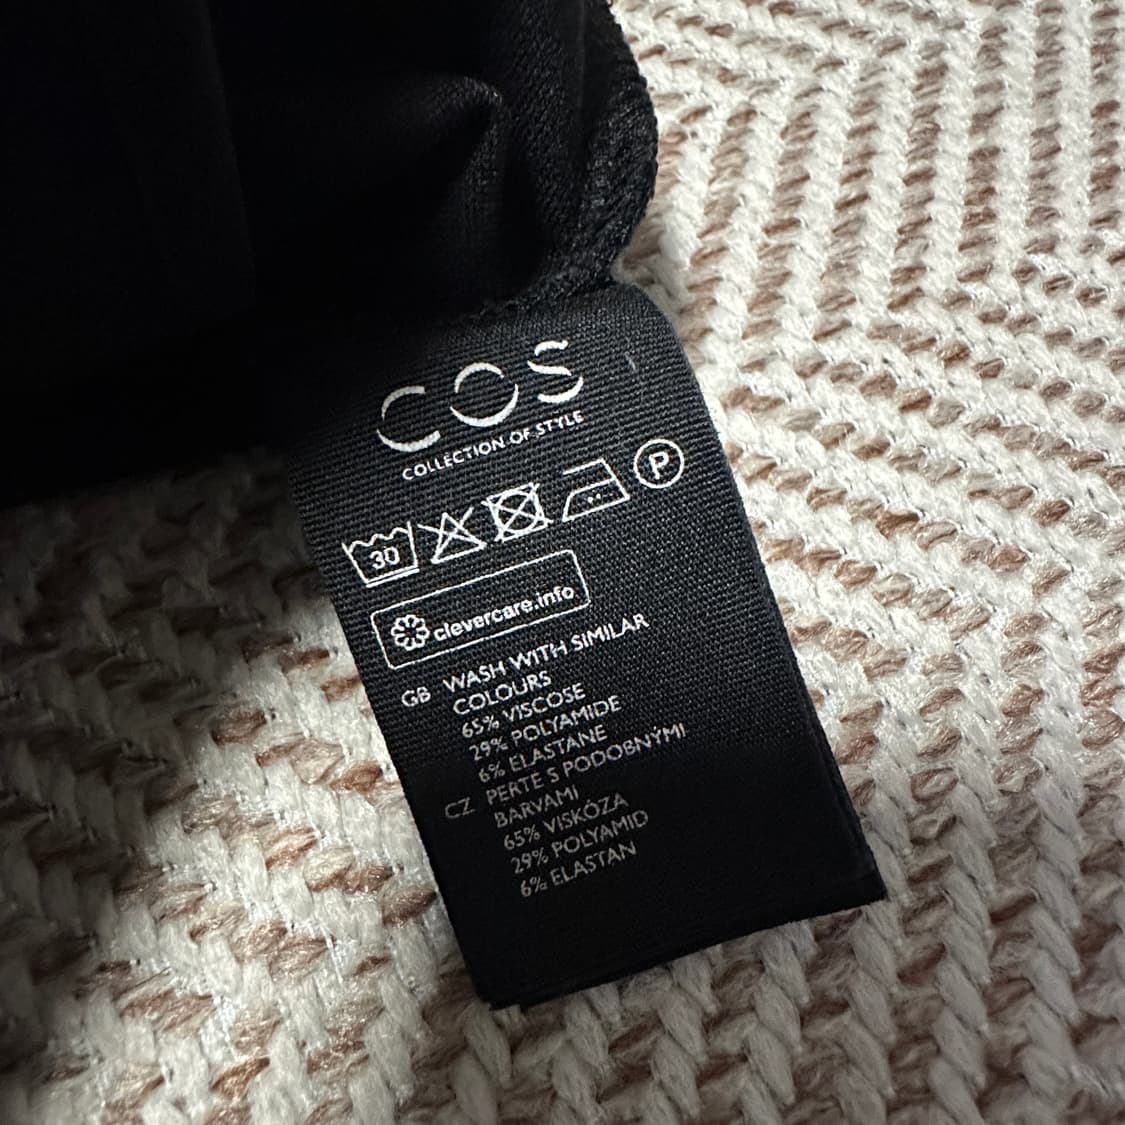 COS
COLLECTION OF STYLE
30
P
clevercare.info
GB WASH WITH SIMILAR
COLOURS
65% VISCOSE
29% POLYAMIDE
6% ELASTANE
CZ PERTE S PODOBNÝMI
BARVAMI
65% VISKÓZA
29% POLYAMID
6% ELASTAN